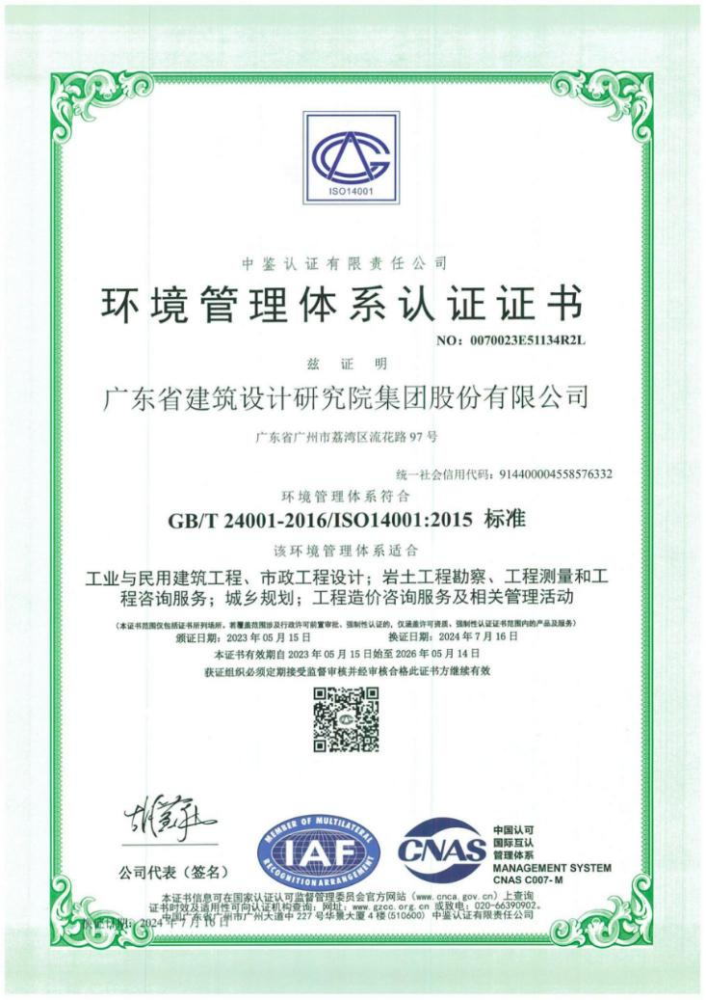 ISO14001
中鉴认证有限责任公司
环境管理体系认证证书
NO：0070023E51134R2L
兹 证 明
广东省建筑设计研究院集团股份有限公司
广东省广州市荔湾区流花路 97 号
统一社会信用代码：914400004558576332
环境管理体系符合
GB/T 24001-2016/ISO14001:2015 标准
该环境管理体系适合
工业与民用建筑工程、市政工程设计；岩土工程勘察、工程测量和工
程咨询服务；城乡规划；工程造价咨询服务及相关管理活动
（本证书范围仅包括证书所列场所。若覆盖范围涉及行政许可前置审批、强制性认证的，仅涵盖许可资质、强制性认证证书范围内的产品及服务）
颁证日期：2023 年 05 月 15 日 换证日期：2024 年 7 月 16 日
本证书有效期自 2023 年 05 月 15 日始至 2026 年 05 月 14 日
获证组织必须定期接受监督审核并经审核合格此证书方继续有效
公司代表（签名）
MEMBER OF MULTILATERAL
IAF
RECOGNITION ARRANGEMENT
CNAS
中国认可
国际互认
管理体系
MANAGEMENT SYSTEM
CNAS C007-M
本证书信息可在国家认证认可监督管理委员会官方网站（www.cnca.gov.cn）上查询
证书时效及适用性可向认证机构查询：网址：www.gzcc.org.cn 或致电：020-66390902。
中国广东省广州市广州大道中 227 号华景大厦 4 楼(510600) 中鉴认证有限责任公司
换证日期：2024 年 7 月 16 日